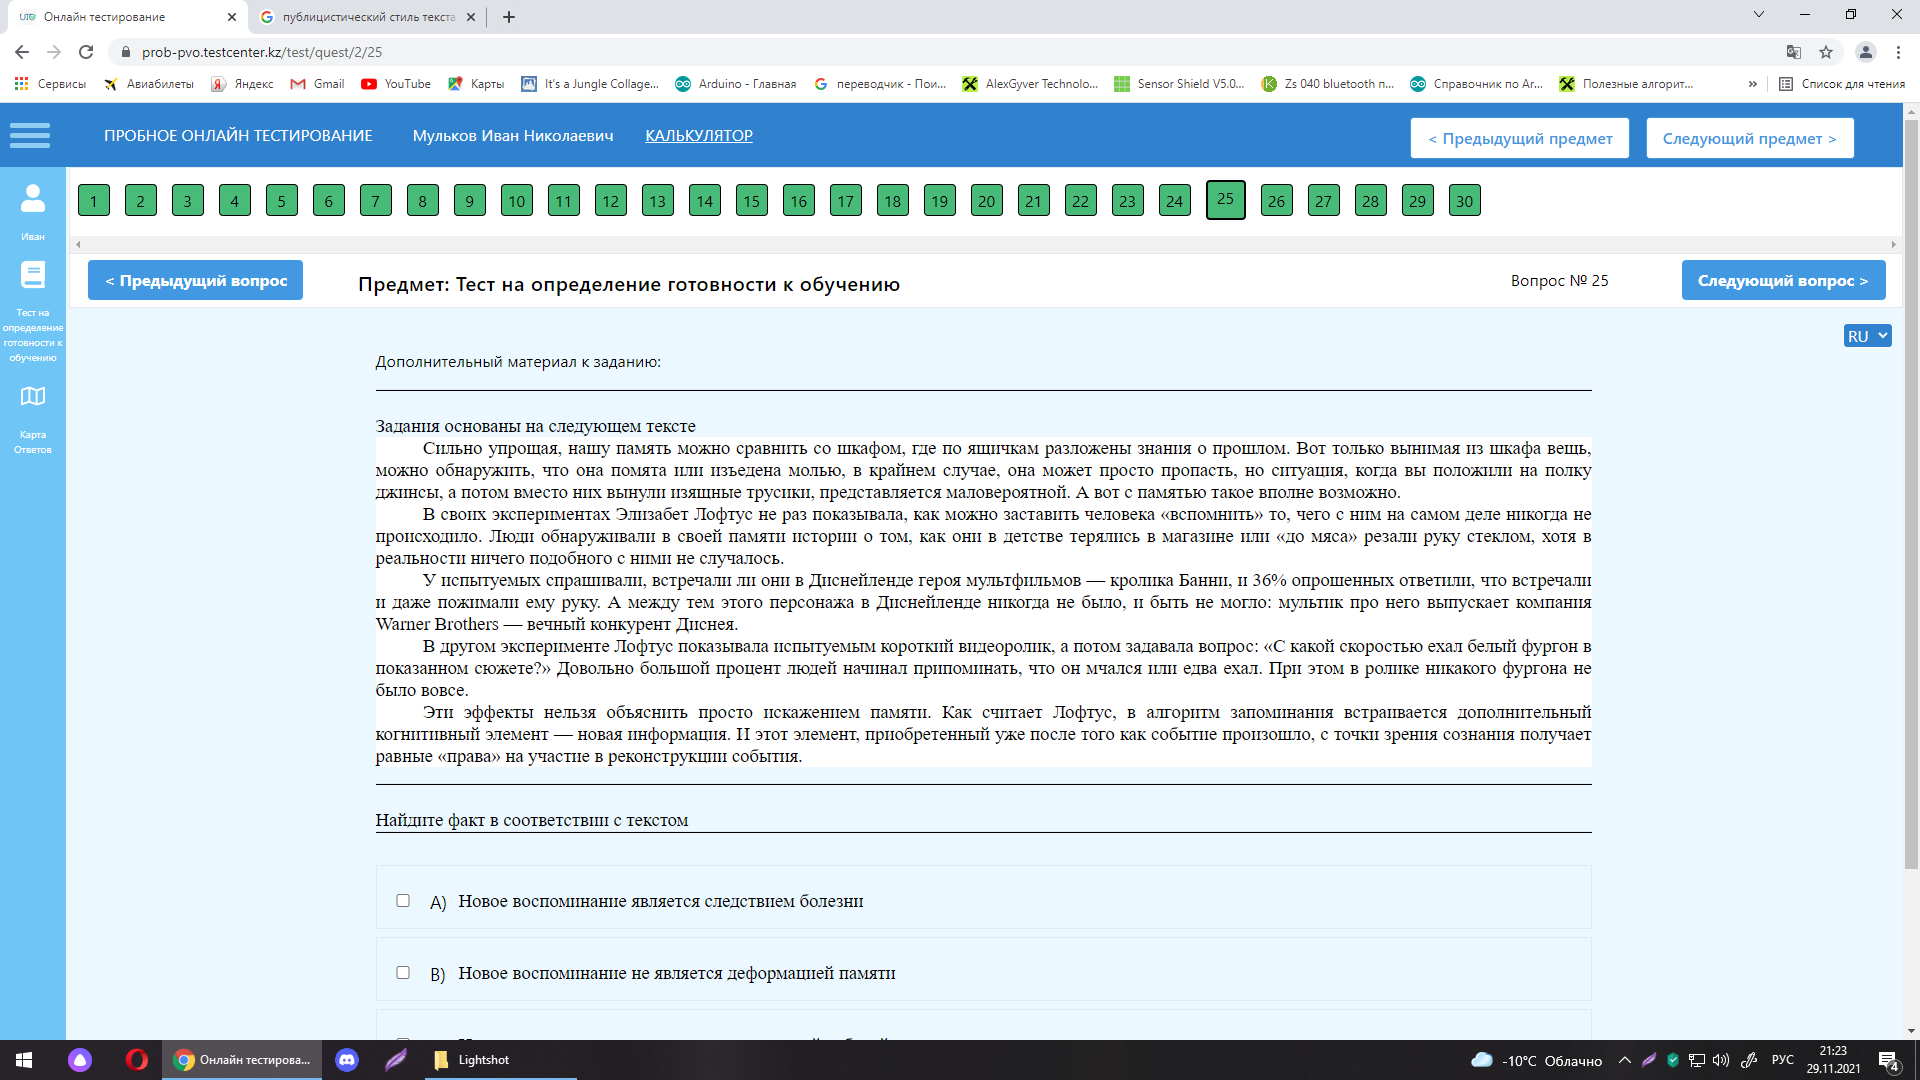 Онлайн тестирование
публицистический стиль текста
prob-pvo.testcenter.kz/test/quest/2/25
Сервисы Авиабилеты Яндекс Gmail YouTube Карты It's a Jungle Collage... Arduino - Главная переводчик - Пои... AlexGyver Technolo... Sensor Shield V5.0... Zs 040 bluetooth п... Справочник по Ar... Полезные алгорит... » Список для чтения
ПРОБНОЕ ОНЛАЙН ТЕСТИРОВАНИЕ Мульков Иван Николаевич КАЛЬКУЛЯТОР < Предыдущий предмет Следующий предмет >
1 2 3 4 5 6 7 8 9 10 11 12 13 14 15 16 17 18 19 20 21 22 23 24 25 26 27 28 29 30
Иван
Тест на
определение
готовности к
обучению
Карта
Ответов
< Предыдущий вопрос Предмет: Тест на определение готовности к обучению Вопрос № 25 Следующий вопрос >
RU
Дополнительный материал к заданию:
Задания основаны на следующем тексте
Сильно упрощая, нашу память можно сравнить со шкафом, где по ящичкам разложены знания о прошлом. Вот только вынимая из шкафа вещь,
можно обнаружить, что она помята или изъедена молью, в крайнем случае, она может просто пропасть, но ситуация, когда вы положили на полку
джинсы, а потом вместо них вынули изящные трусики, представляется маловероятной. А вот с памятью такое вполне возможно.
В своих экспериментах Элизабет Лофтус не раз показывала, как можно заставить человека «вспомнить» то, чего с ним на самом деле никогда не
происходило. Люди обнаруживали в своей памяти истории о том, как они в детстве терялись в магазине или «до мяса» резали руку стеклом, хотя в
реальности ничего подобного с ними не случалось.
У испытуемых спрашивали, встречали ли они в Диснейленде героя мультфильмов — кролика Банни, и 36% опрошенных ответили, что встречали
и даже пожимали ему руку. А между тем этого персонажа в Диснейленде никогда не было, и быть не могло: мультик про него выпускает компания
Warner Brothers — вечный конкурент Диснея.
В другом эксперименте Лофтус показывала испытуемым короткий видеоролик, а потом задавала вопрос: «С какой скоростью ехал белый фургон в
показанном сюжете?» Довольно большой процент людей начинал припоминать, что он мчался или едва ехал. При этом в ролике никакого фургона не
было вовсе.
Эти эффекты нельзя объяснить просто искажением памяти. Как считает Лофтус, в алгоритм запоминания встраивается дополнительный
когнитивный элемент — новая информация. И этот элемент, приобретенный уже после того как событие произошло, с точки зрения сознания получает
равные «права» на участие в реконструкции события.
Найдите факт в соответствии с текстом
A) Новое воспоминание является следствием болезни
B) Новое воспоминание не является деформацией памяти
Онлайн тестирова... Lightshot -10°C Облачно РУС 21:23
29.11.2021 4